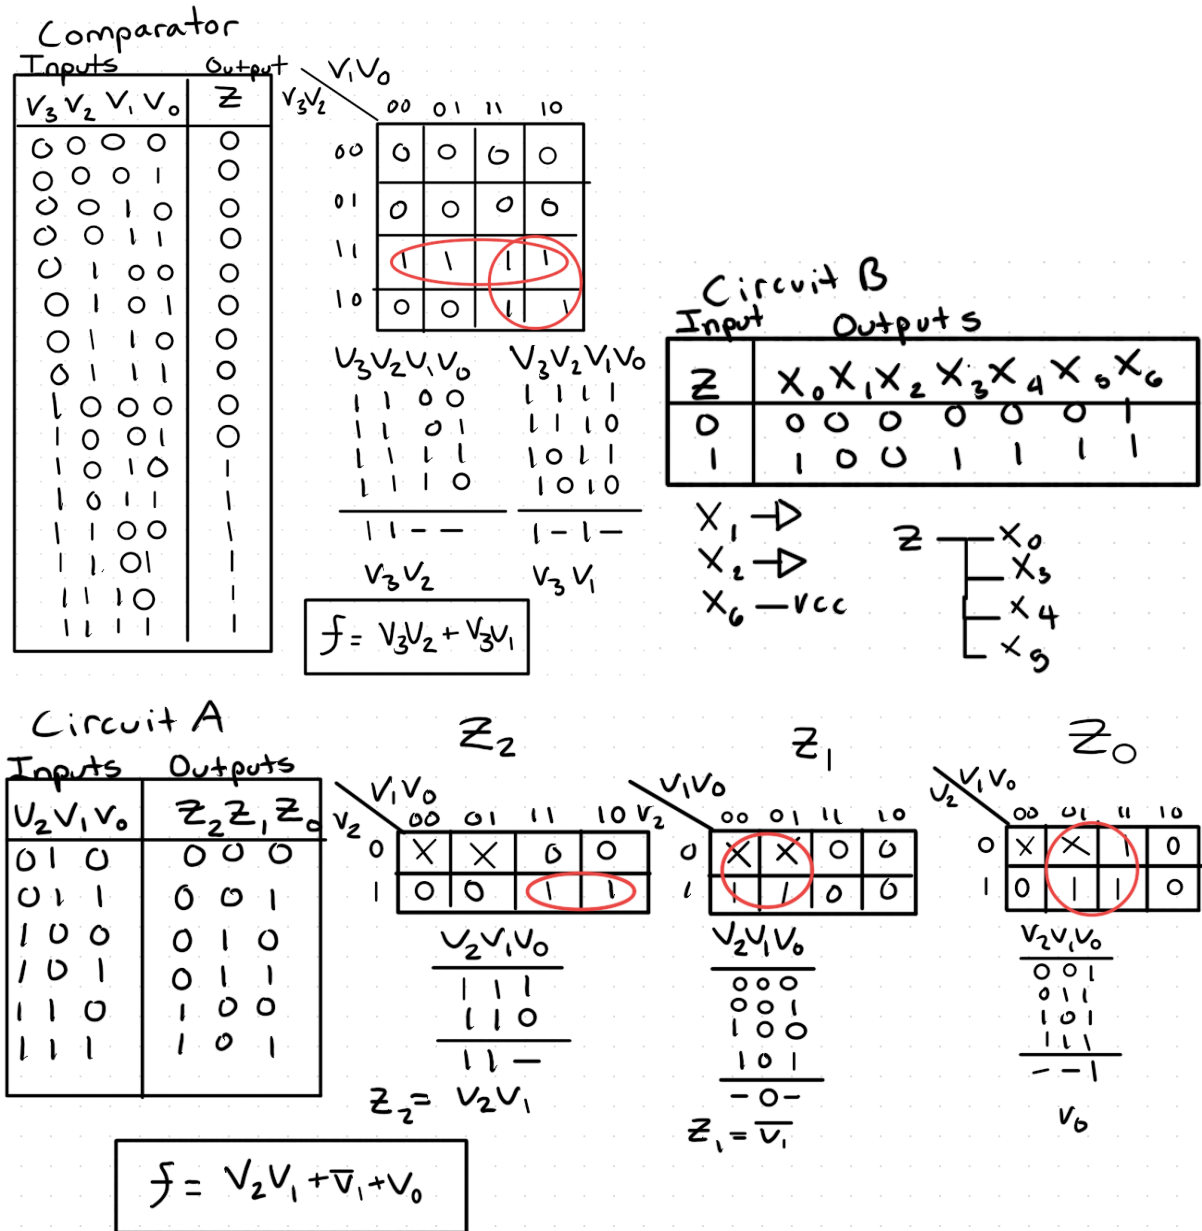 Comparator
Inputs Output
V₃ V₂ V₁ V₀ Z
0 0 0 0 0
0 0 0 1 0
0 0 1 0 0
0 0 1 1 0
0 1 0 0 0
0 1 0 1 0
0 1 1 0 0
0 1 1 1 0
1 0 0 0 0
1 0 0 1 0
1 0 1 0 1
1 0 1 1 1
1 1 0 0 1
1 1 0 1 1
1 1 1 0 1
1 1 1 1 1
V₁V₀
V₃V₂ 00 01 11 10
00 0 0 0 0
01 0 0 0 0
11 1 1 1 1
10 0 0 1 1
V₃V₂V₁V₀
1 1 0 0
1 1 0 1
1 1 1 1
1 1 1 0
1 1 - -
V₃V₂
V₃V₂V₁V₀
1 1 1 1
1 1 1 0
1 0 1 1
1 0 1 0
1 - 1 -
V₃V₁
f = V₃V₂ + V₃V₁
Circuit B
Input Outputs
Z X₀ X₁ X₂ X₃ X₄ X₅ X₆
0 0 0 0 0 0 0 1
1 1 0 0 1 1 1 1
X₁
X₂
X₆ — vcc
Z X₀
X₃
X₄
X₅
Circuit A
Inputs Outputs
V₂V₁V₀ Z₂Z₁Z₀
0 1 0 0 0 0
0 1 1 0 0 1
1 0 0 0 1 0
1 0 1 0 1 1
1 1 0 1 0 0
1 1 1 1 0 1
Z₂
V₁V₀
V₂ 00 01 11 10
0 X X 0 0
1 0 0 1 1
V₂V₁V₀
1 1 1
1 1 0
1 1 -
Z₂ = V₂V₁
Z₁
V₁V₀
V₂ 00 01 11 10
0 X X 0 0
1 1 1 0 0
V₂V₁V₀
0 0 0
0 0 1
1 0 0
1 0 1
- 0 -
Z₁ = V̅₁
Z₀
V₁V₀
V₂ 00 01 11 10
0 X X 1 0
1 0 1 1 0
V₂V₁V₀
0 0 1
0 1 1
1 0 1
1 1 1
- - 1
V₀
f = V₂V₁ + V̅₁ + V₀